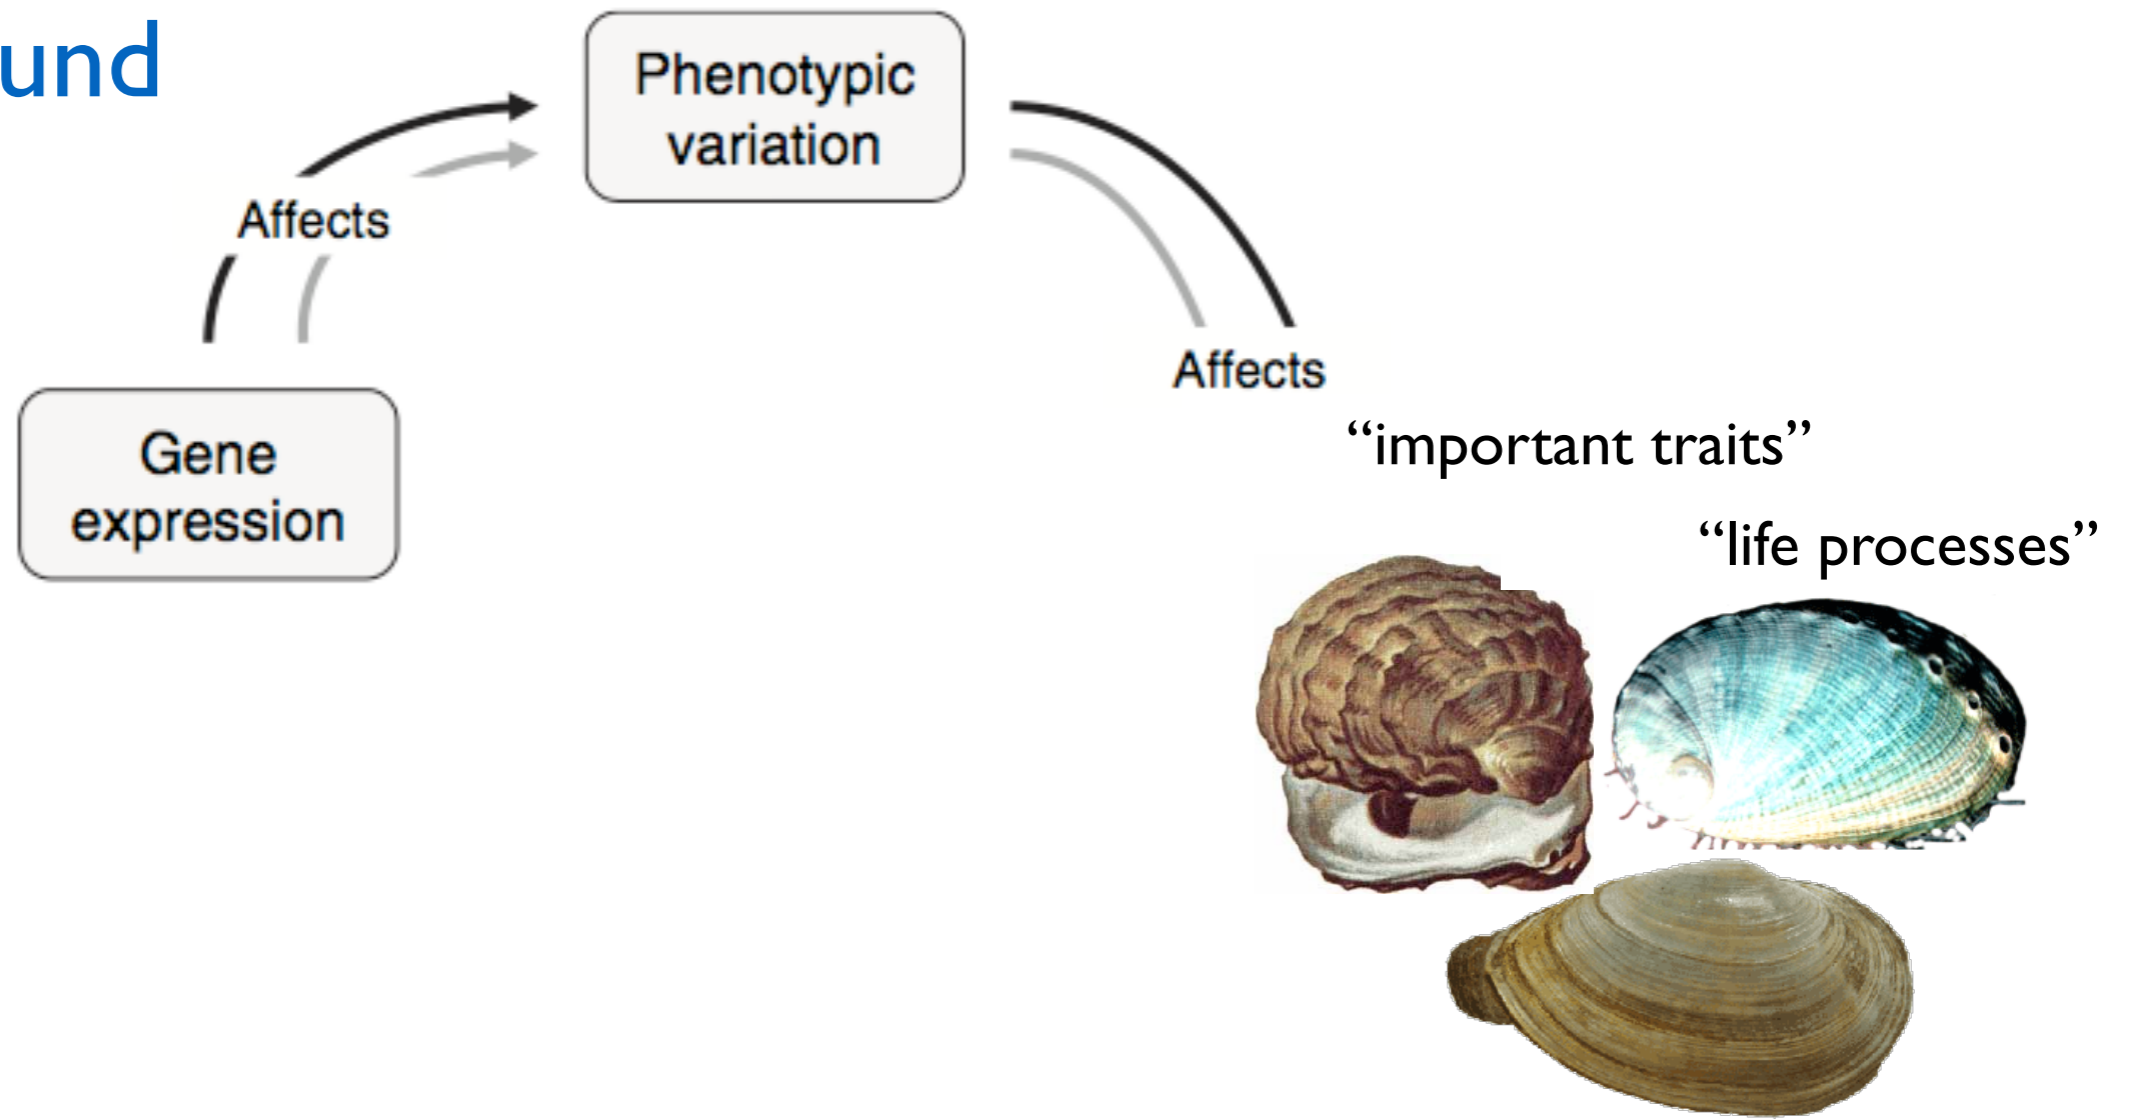 und
Phenotypic
variation
Affects
Affects
Gene
expression
“important traits”
“life processes”